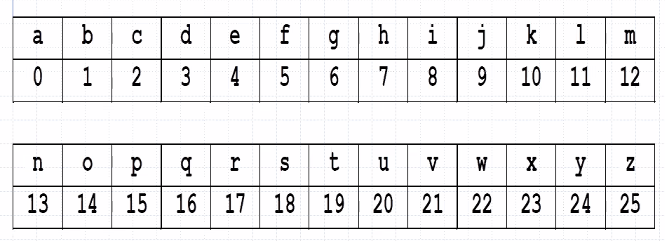 a b c d e f g h i j k l m
0 1 2 3 4 5 6 7 8 9 10 11 12
n o p q r s t u v w x y z
13 14 15 16 17 18 19 20 21 22 23 24 25